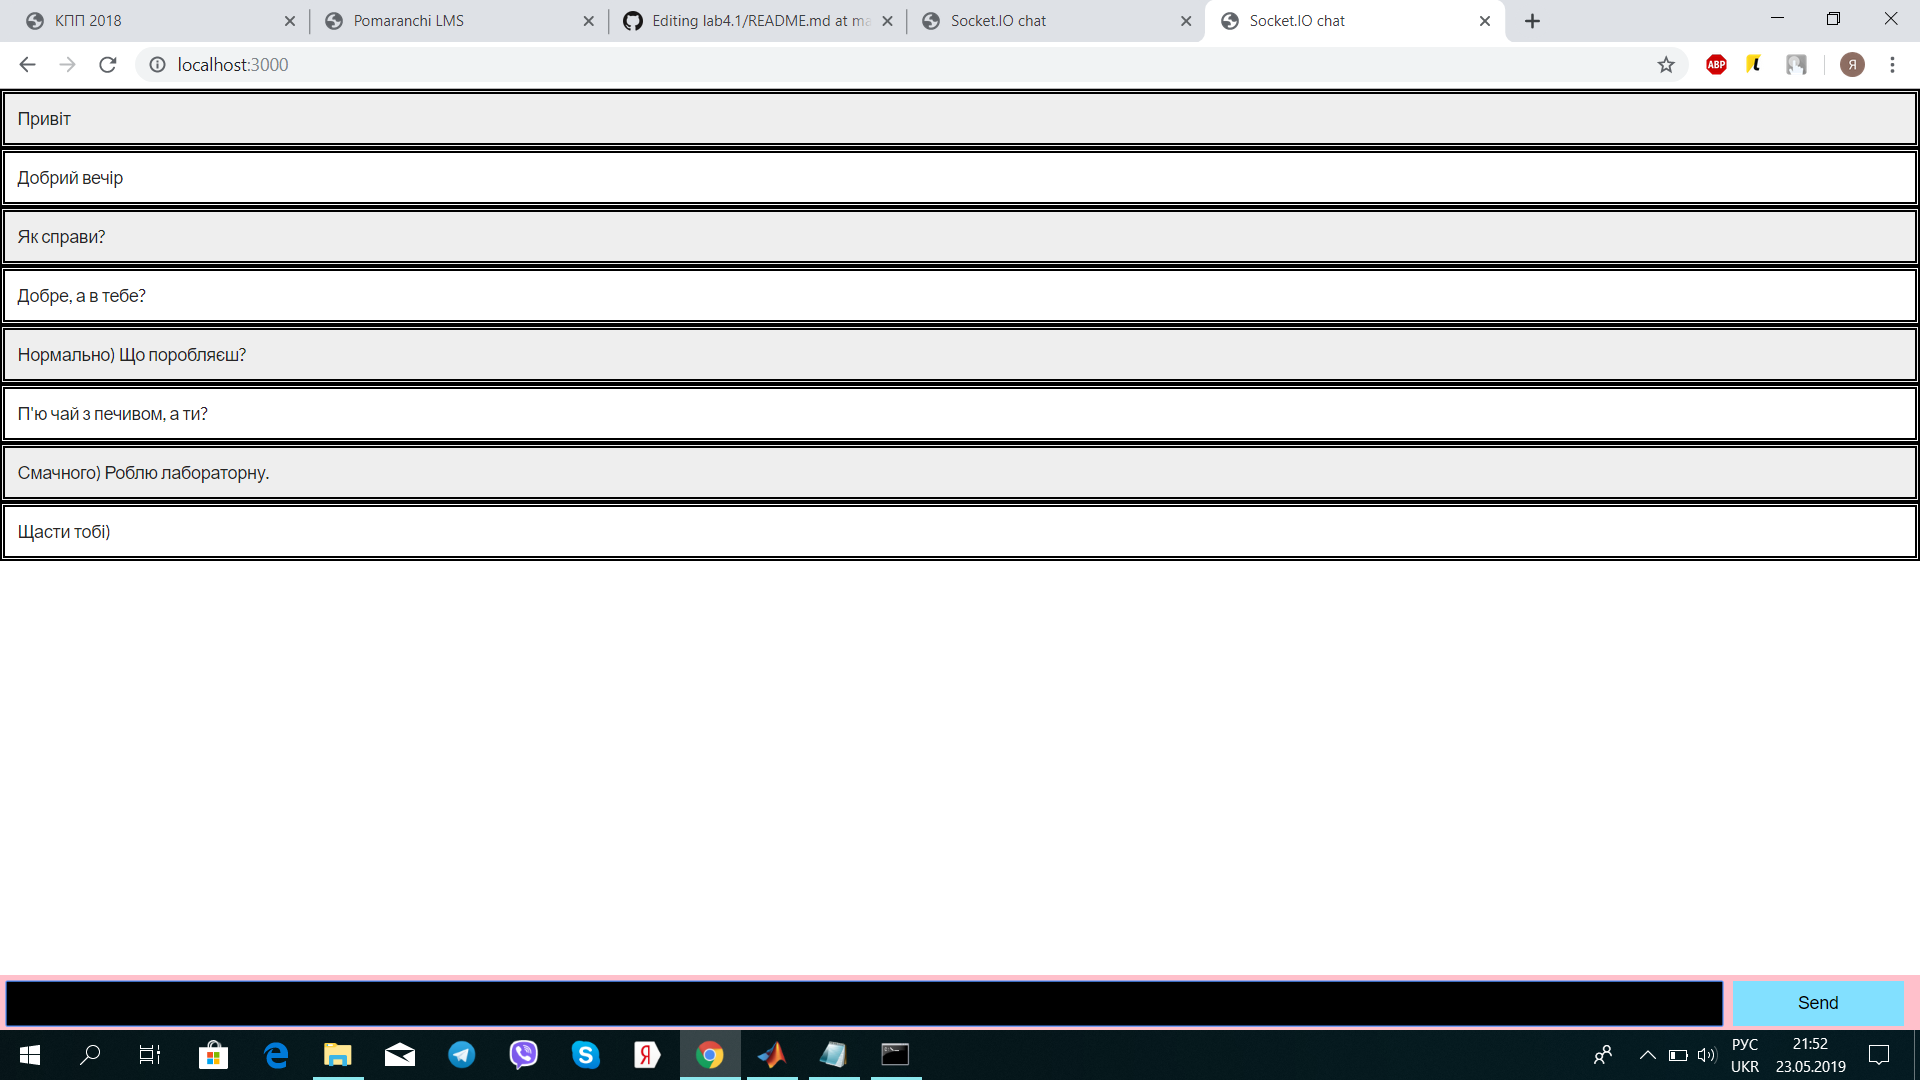 КПП 2018
Pomaranchi LMS
Editing lab4.1/README.md at ma
Socket.IO chat
Socket.IO chat
localhost:3000
ABP
Я
Привіт
Добрий вечір
Як справи?
Добре, а в тебе?
Нормально) Що поробляєш?
П'ю чай з печивом, а ти?
Смачного) Роблю лабораторну.
Щасти тобі)
Send
Я
РУС
UKR
21:52
23.05.2019